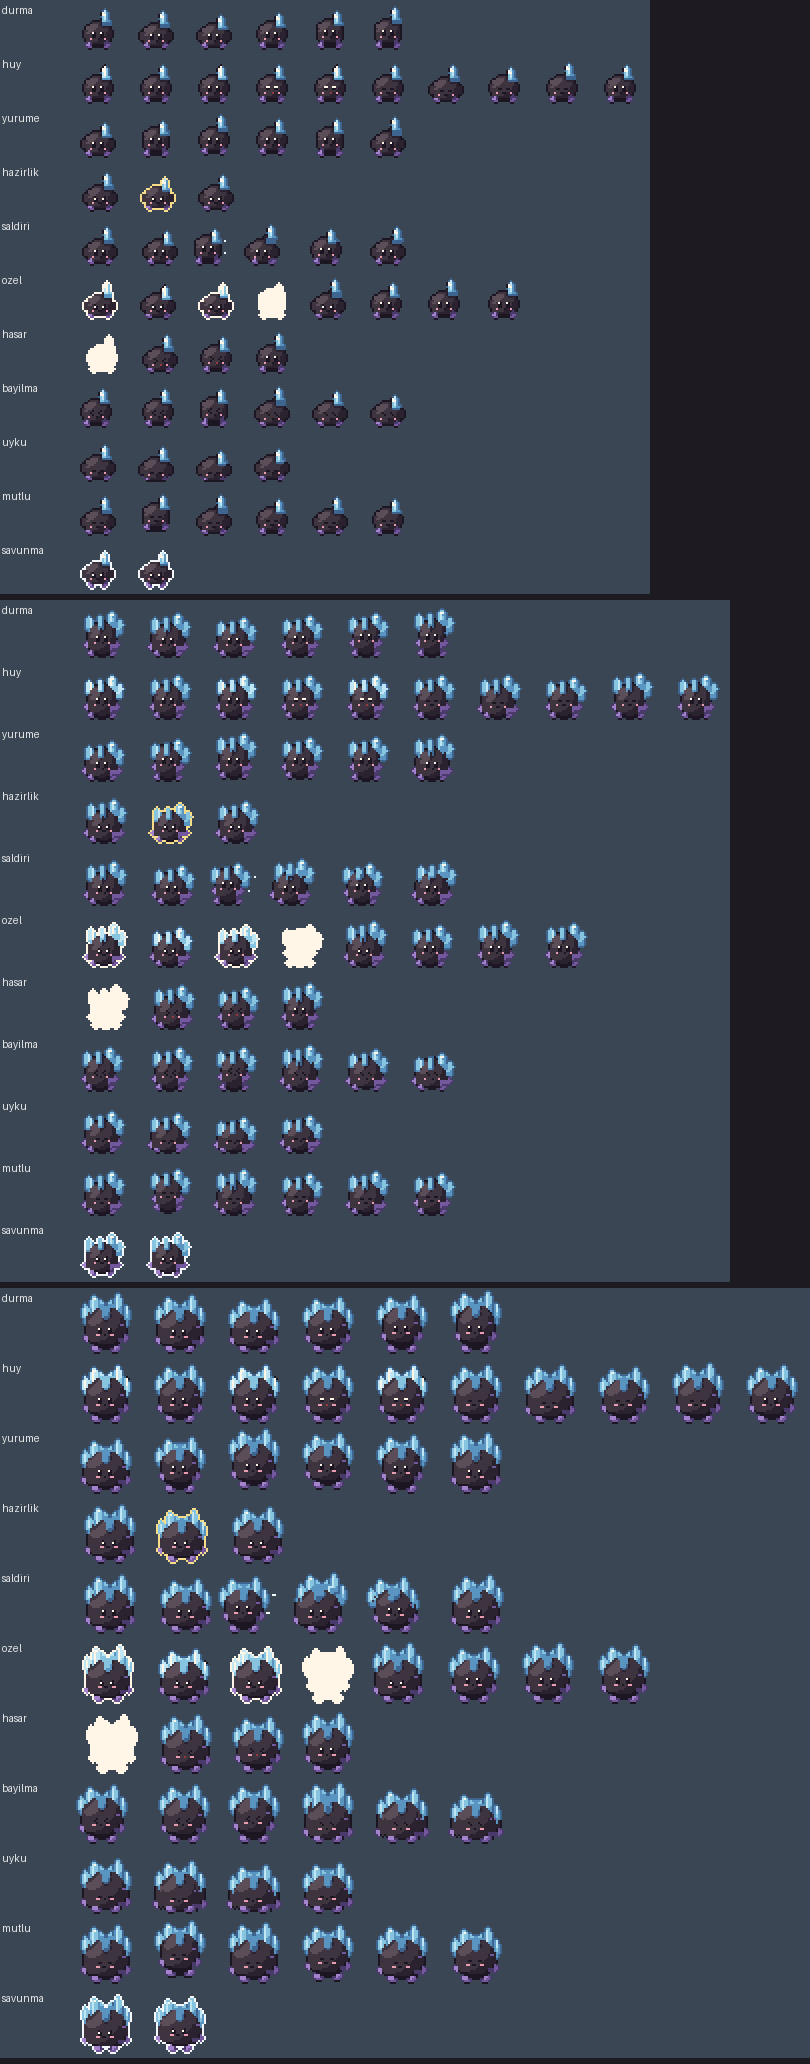 durma
huy
yurume
hazirlik
saldiri
ozel
hasar
bayilma
uyku
mutlu
savunma
durma
huy
yurume
hazirlik
saldiri
ozel
hasar
bayilma
uyku
mutlu
savunma
durma
huy
yurume
hazirlik
saldiri
ozel
hasar
bayilma
uyku
mutlu
savunma